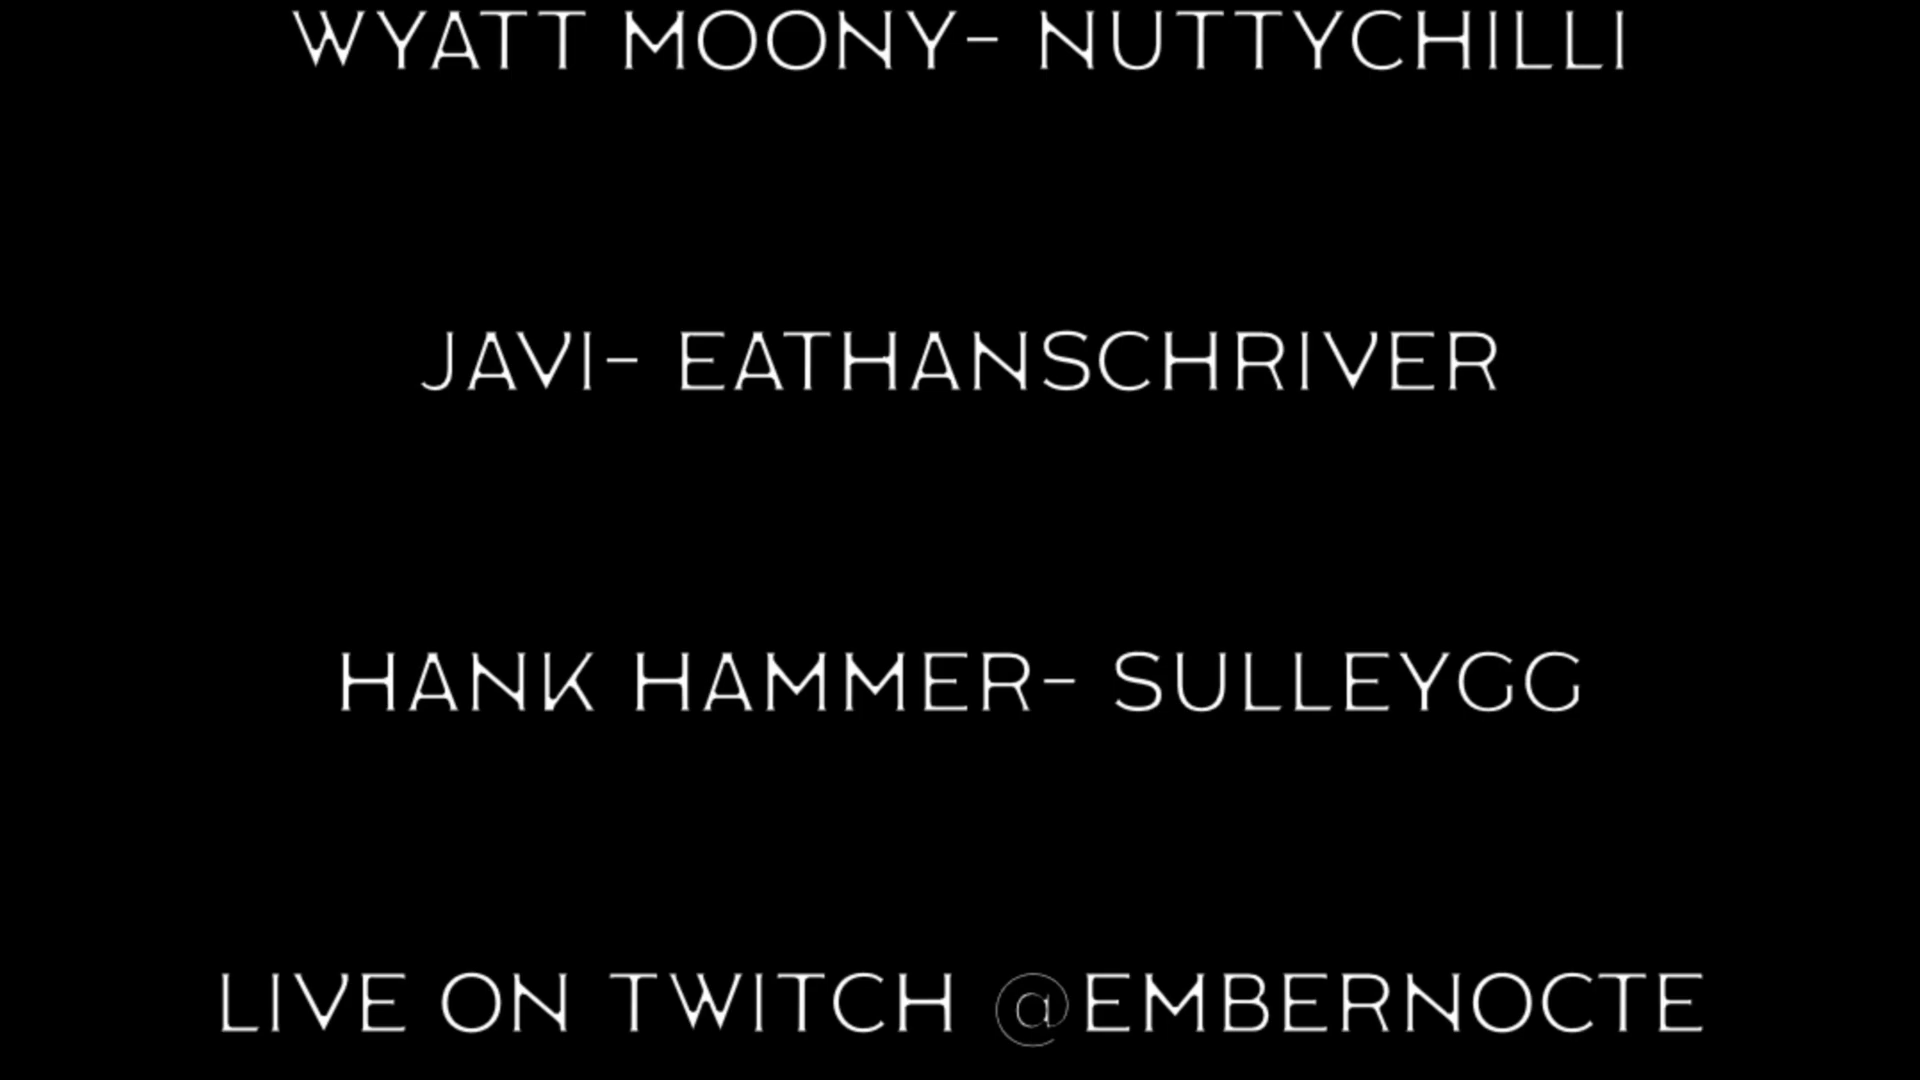 WYATT MOONY- NUTTYCHILLI
JAVI- EATHANSCHRIVER
HANK HAMMER- SULLEYGG
LIVE ON TWITCH @EMBERNOCTE